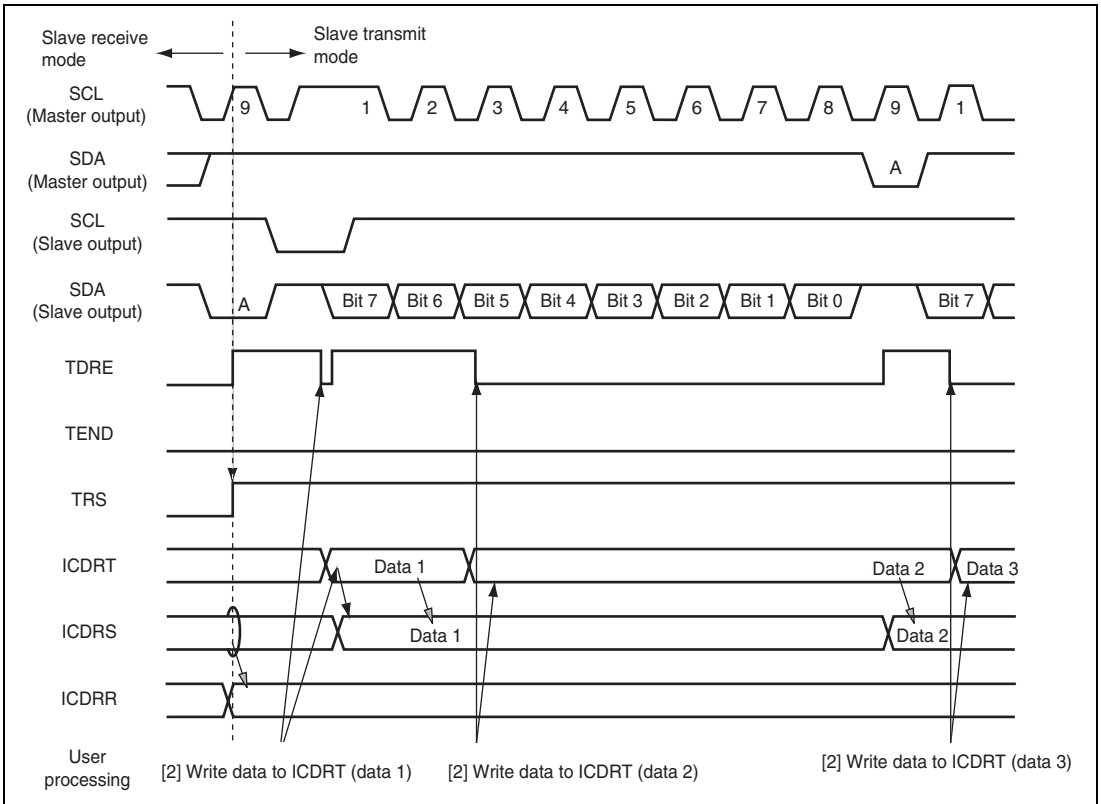 Slave receive
mode
Slave transmit
mode
SCL
(Master output)
9 1 2 3 4 5 6 7 8 9 1
SDA
(Master output)
A
SCL
(Slave output)
SDA
(Slave output)
A Bit 7 Bit 6 Bit 5 Bit 4 Bit 3 Bit 2 Bit 1 Bit 0 Bit 7
TDRE
TEND
TRS
ICDRT
Data 1 Data 2 Data 3
ICDRS
Data 1 Data 2
ICDRR
User
processing
[2] Write data to ICDRT (data 1) [2] Write data to ICDRT (data 2) [2] Write data to ICDRT (data 3)